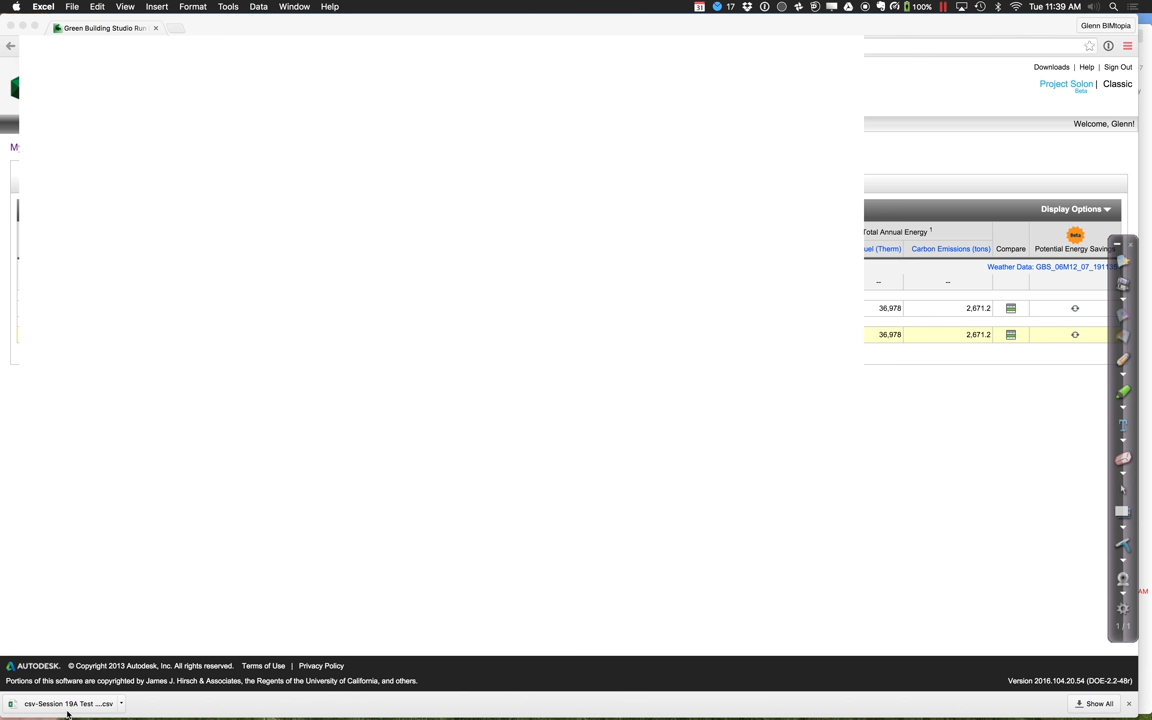 Excel File Edit View Insert Format Tools Data Window Help
31 17 100% Tue 11:39 AM
Green Building Studio Run
Glenn BIMtopia
Downloads | Help | Sign Out
Project Solon | Classic
Beta
Welcome, Glenn!
My
Display Options
Total Annual Energy 1
Beta
uel (Therm) Carbon Emissions (tons) Compare Potential Energy Savin
Weather Data: GBS_06M12_07_1911
-- --
36,978 2,671.2
36,978 2,671.2
T
AM
1 / 1
AUTODESK. © Copyright 2013 Autodesk, Inc. All rights reserved. Terms of Use | Privacy Policy
Portions of this software are copyrighted by James J. Hirsch & Associates, the Regents of the University of California, and others.
Version 2016.104.20.54 (DOE-2.2-48r)
csv-Session 19A Test ....csv
Show All